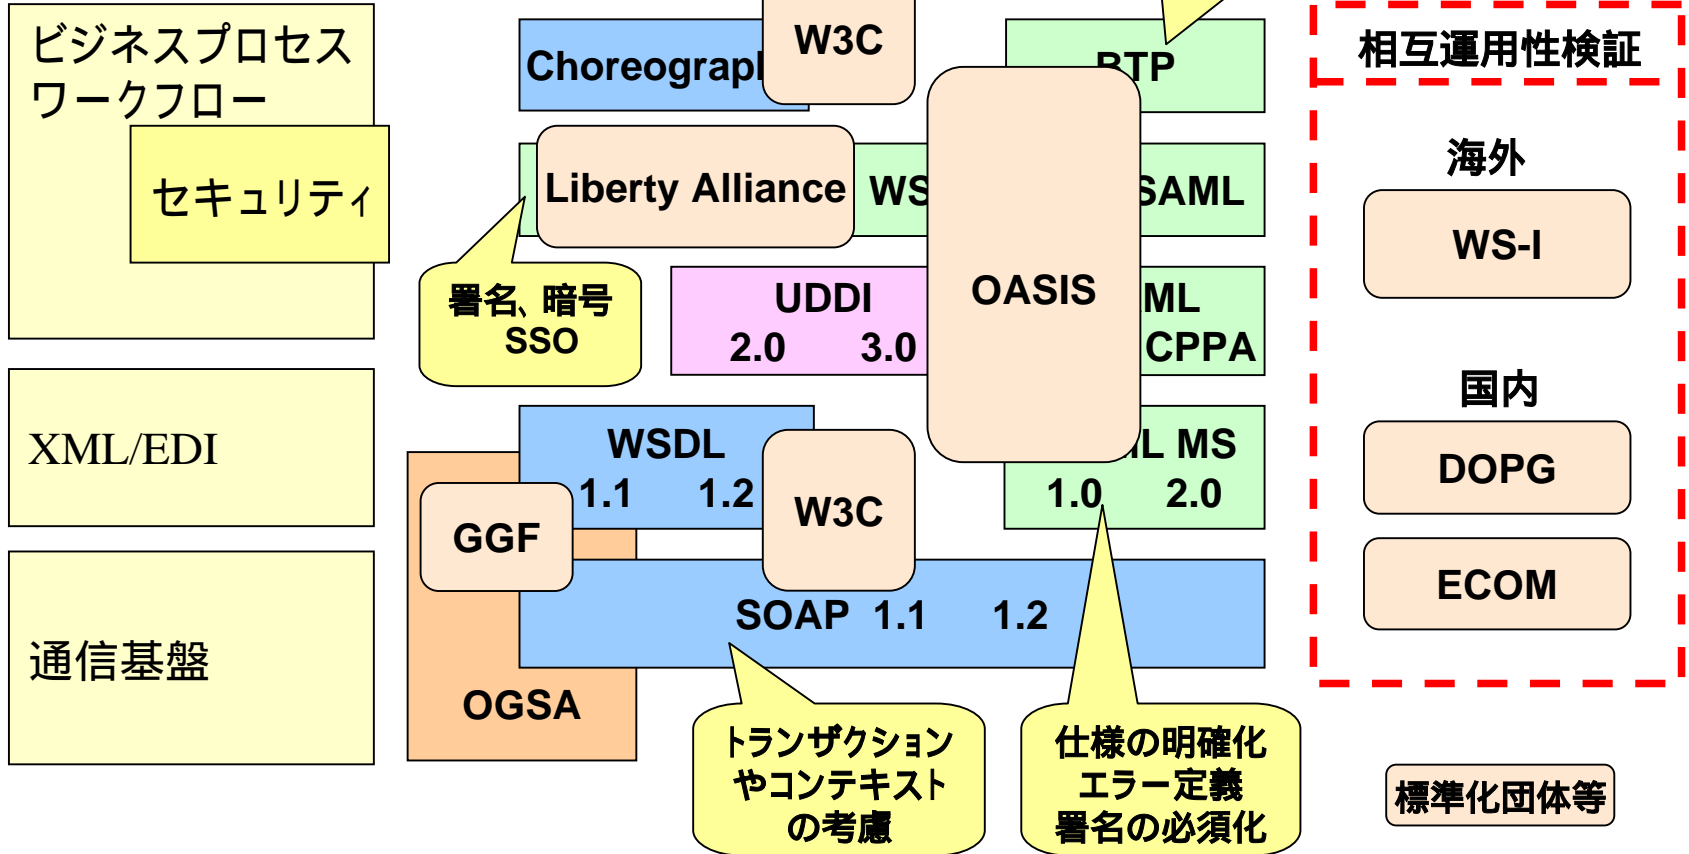 ビジネスプロセス
ワークフロー
セキュリティ
XML/EDI
通信基盤
W3C
BTP
Liberty Alliance
SAML
OASIS
署名、暗号
SSO
UDDI
2.0 3.0
CPPA
WSDL
1.1 1.2
W3C
GGF
MS
1.0 2.0
SOAP 1.1 1.2
OGSA
トランザクション
やコンテキスト
の考慮
仕様の明確化
エラー定義
署名の必須化
相互運用性検証
海外
WS-I
国内
DOPG
ECOM
標準化団体等